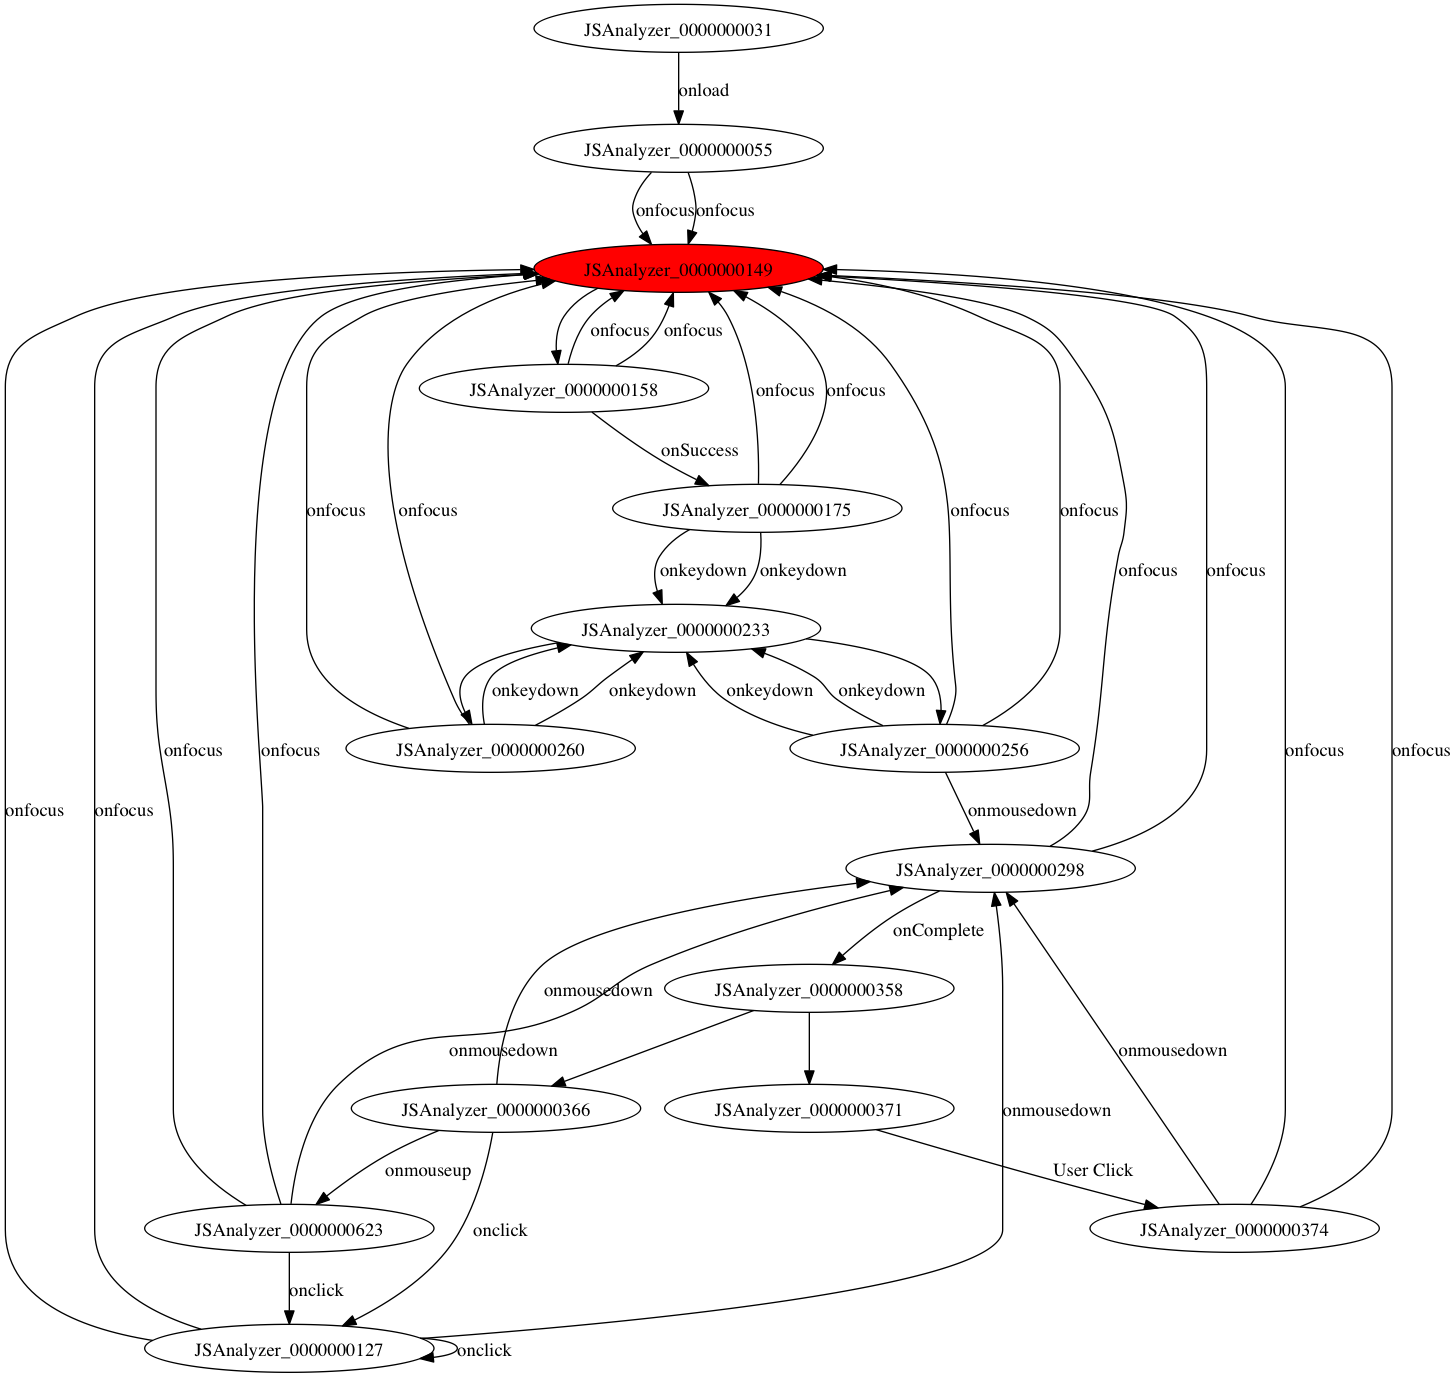 JSAnalyzer_0000000031
onload
JSAnalyzer_0000000055
onfocus
onfocus
JSAnalyzer_0000000149
onfocus
onfocus
JSAnalyzer_0000000158
onfocus
onfocus
onSuccess
JSAnalyzer_0000000175
onfocus
onfocus
onfocus
onfocus
onkeydown
onkeydown
onfocus
onfocus
JSAnalyzer_0000000233
onkeydown
onkeydown
onkeydown
onkeydown
JSAnalyzer_0000000260
JSAnalyzer_0000000256
onfocus
onfocus
onfocus
onfocus
onfocus
onfocus
onmousedown
JSAnalyzer_0000000298
onComplete
onmousedown
JSAnalyzer_0000000358
onmousedown
onmousedown
JSAnalyzer_0000000366
JSAnalyzer_0000000371
onmousedown
onmouseup
User Click
JSAnalyzer_0000000623
onclick
JSAnalyzer_0000000374
onclick
JSAnalyzer_0000000127
onclick